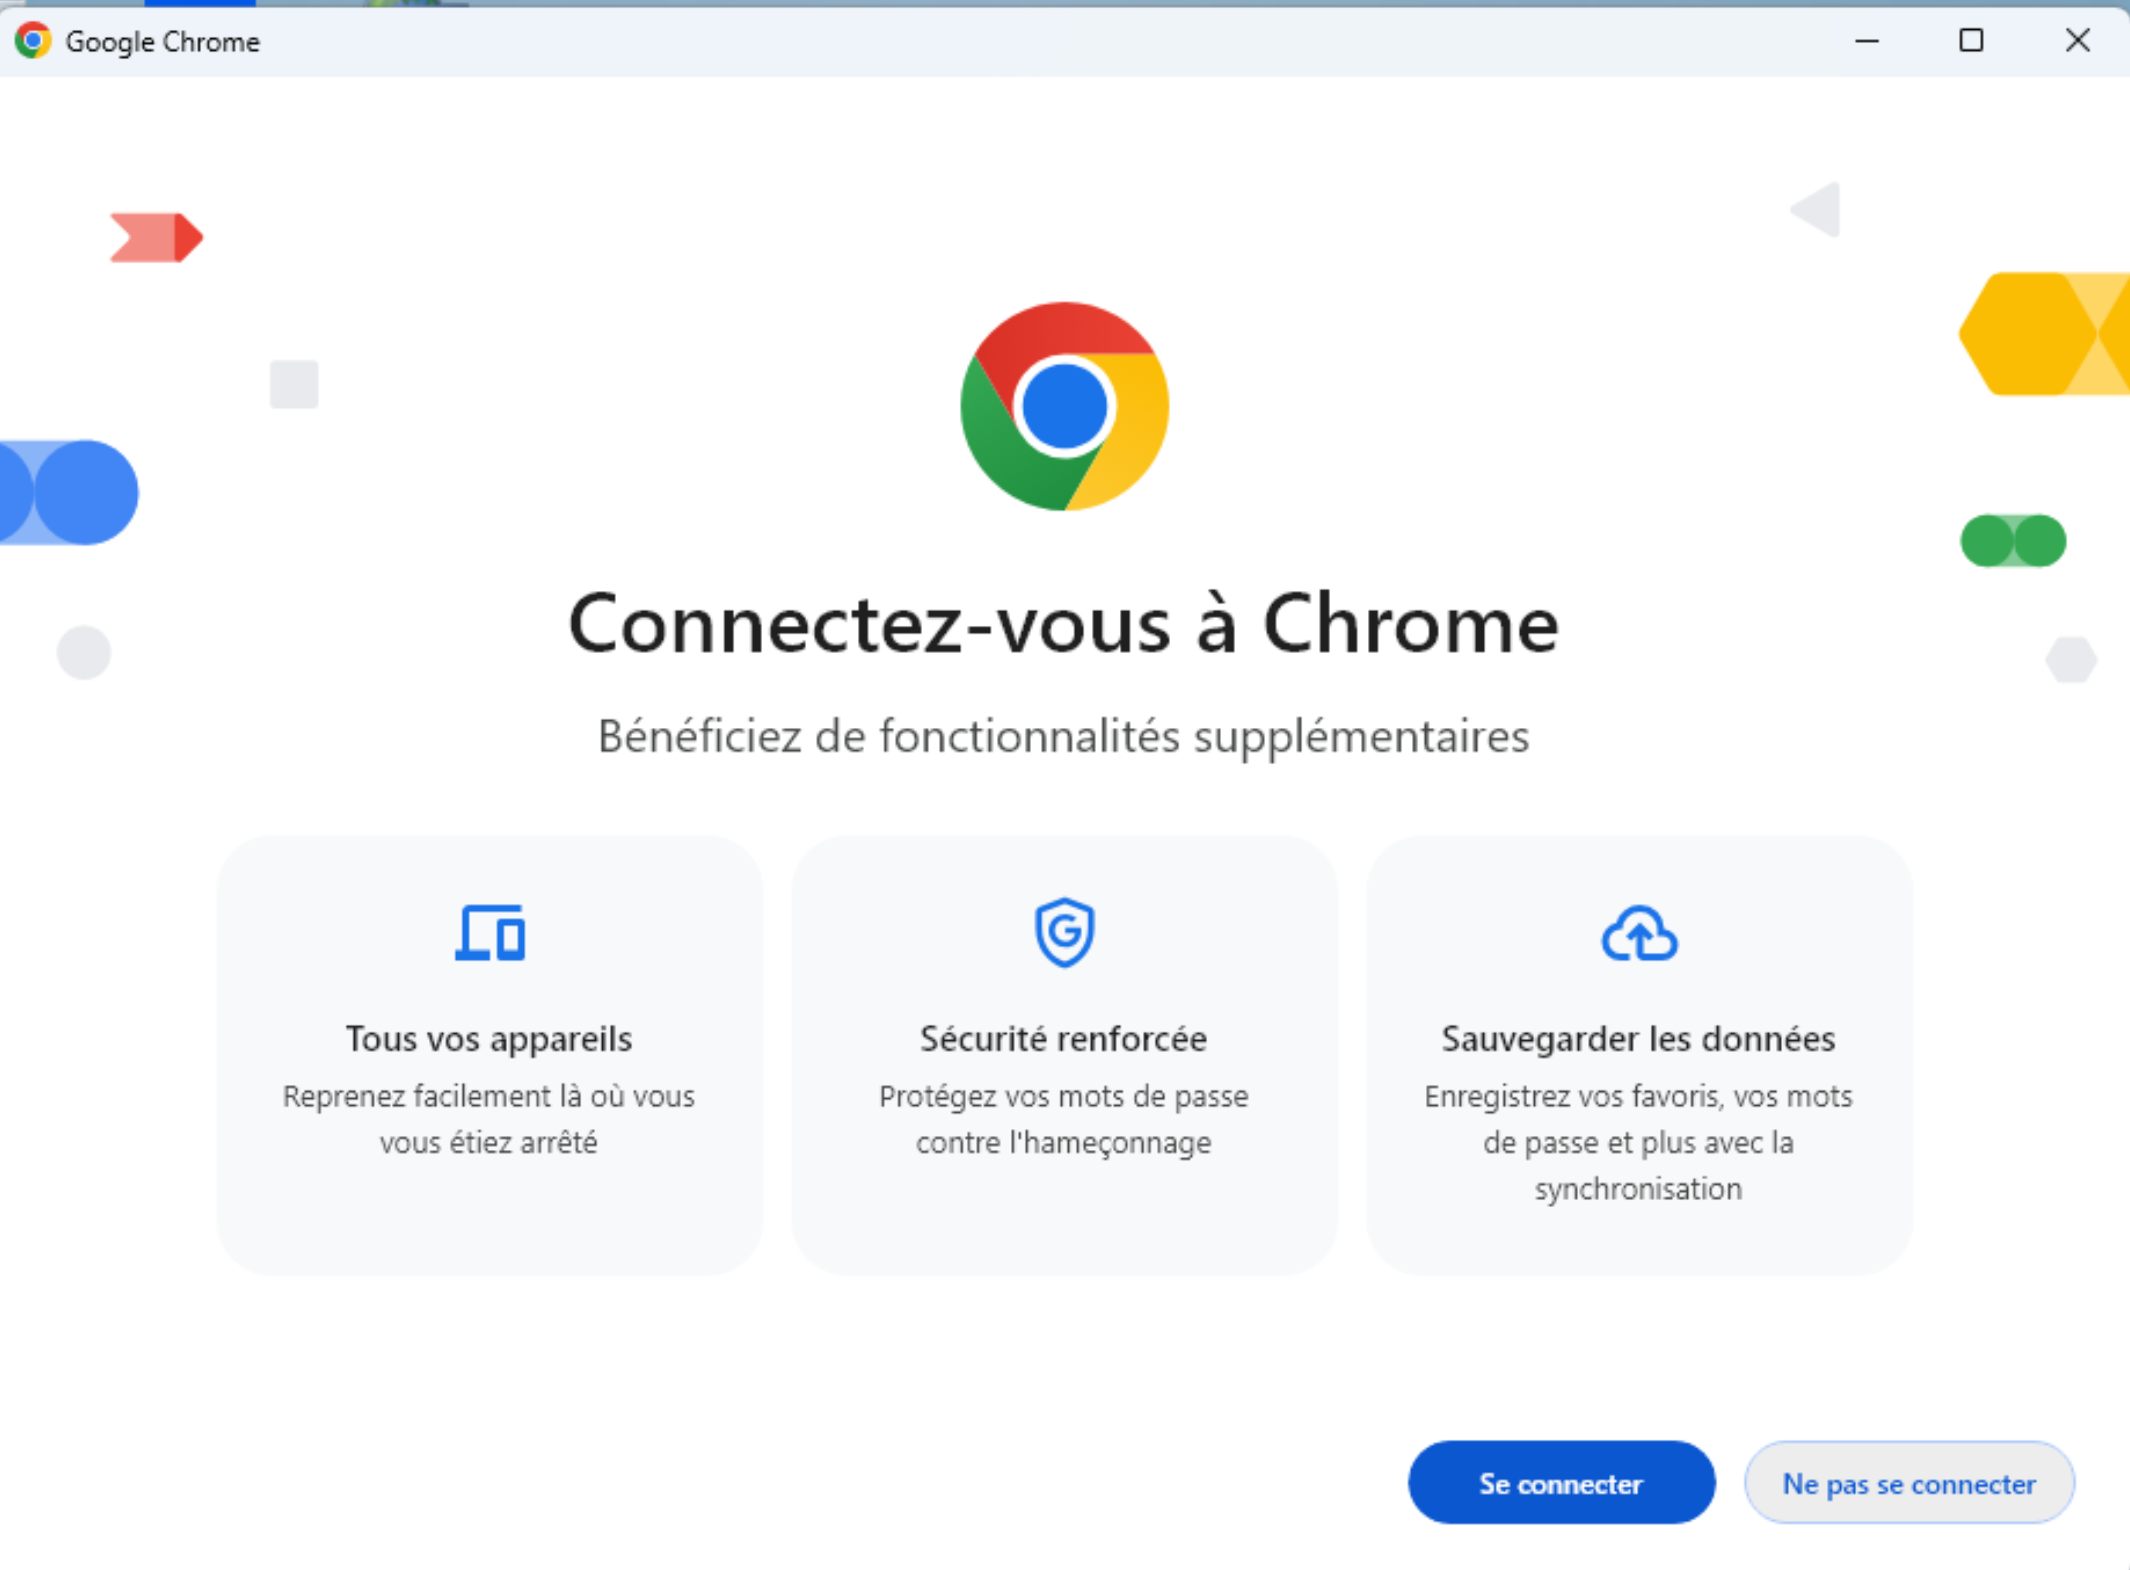 Google Chrome
Connectez-vous à Chrome
Bénéficiez de fonctionnalités supplémentaires
Tous vos appareils
Reprenez facilement là où vous
vous étiez arrêté
Sécurité renforcée
Protégez vos mots de passe
contre l'hameçonnage
Sauvegarder les données
Enregistrez vos favoris, vos mots
de passe et plus avec la
synchronisation
Se connecter
Ne pas se connecter